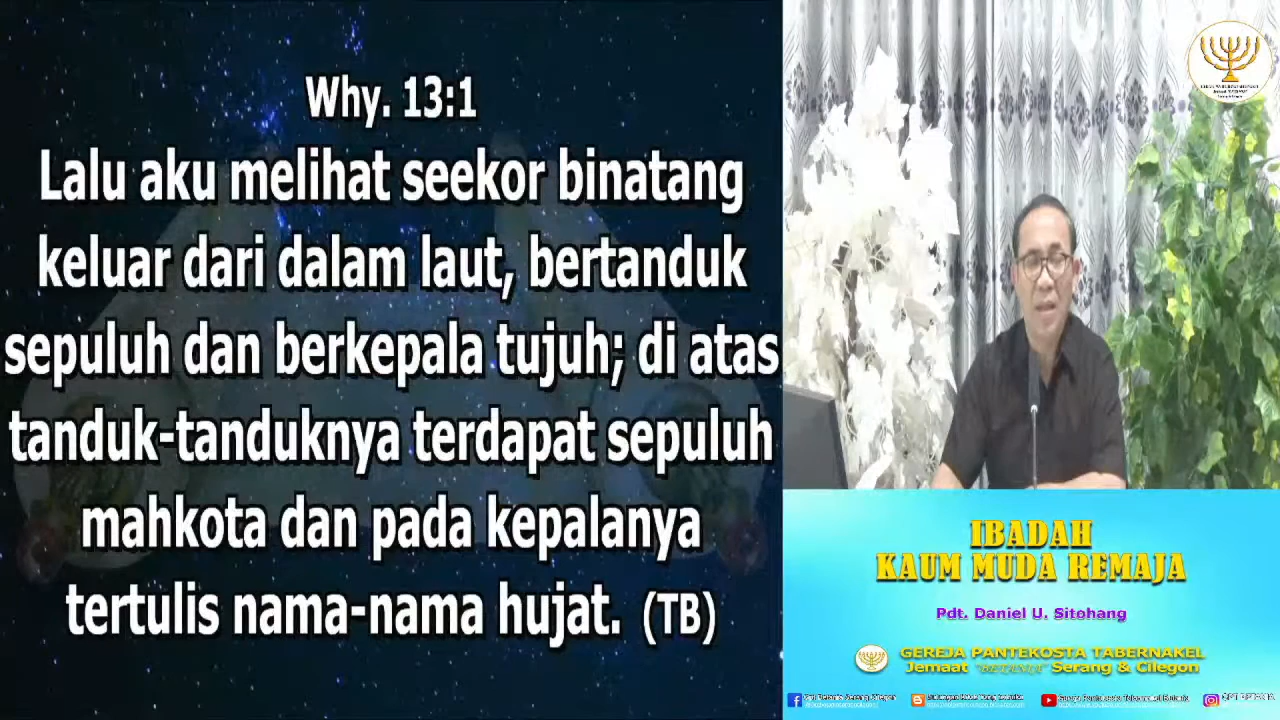 Why. 13:1
Lalu aku melihat seekor binatang
keluar dari dalam laut, bertanduk
sepuluh dan berkepala tujuh; di atas
tanduk-tanduknya terdapat sepuluh
mahkota dan pada kepalanya
tertulis nama-nama hujat. (TB)
IBADAH
KAUM MUDA REMAJA
Pdt. Daniel U. Sitohang
GEREJA PANTEKOSTA TABERNAKEL
Jemaat "BETANIA" Serang & Cilegon